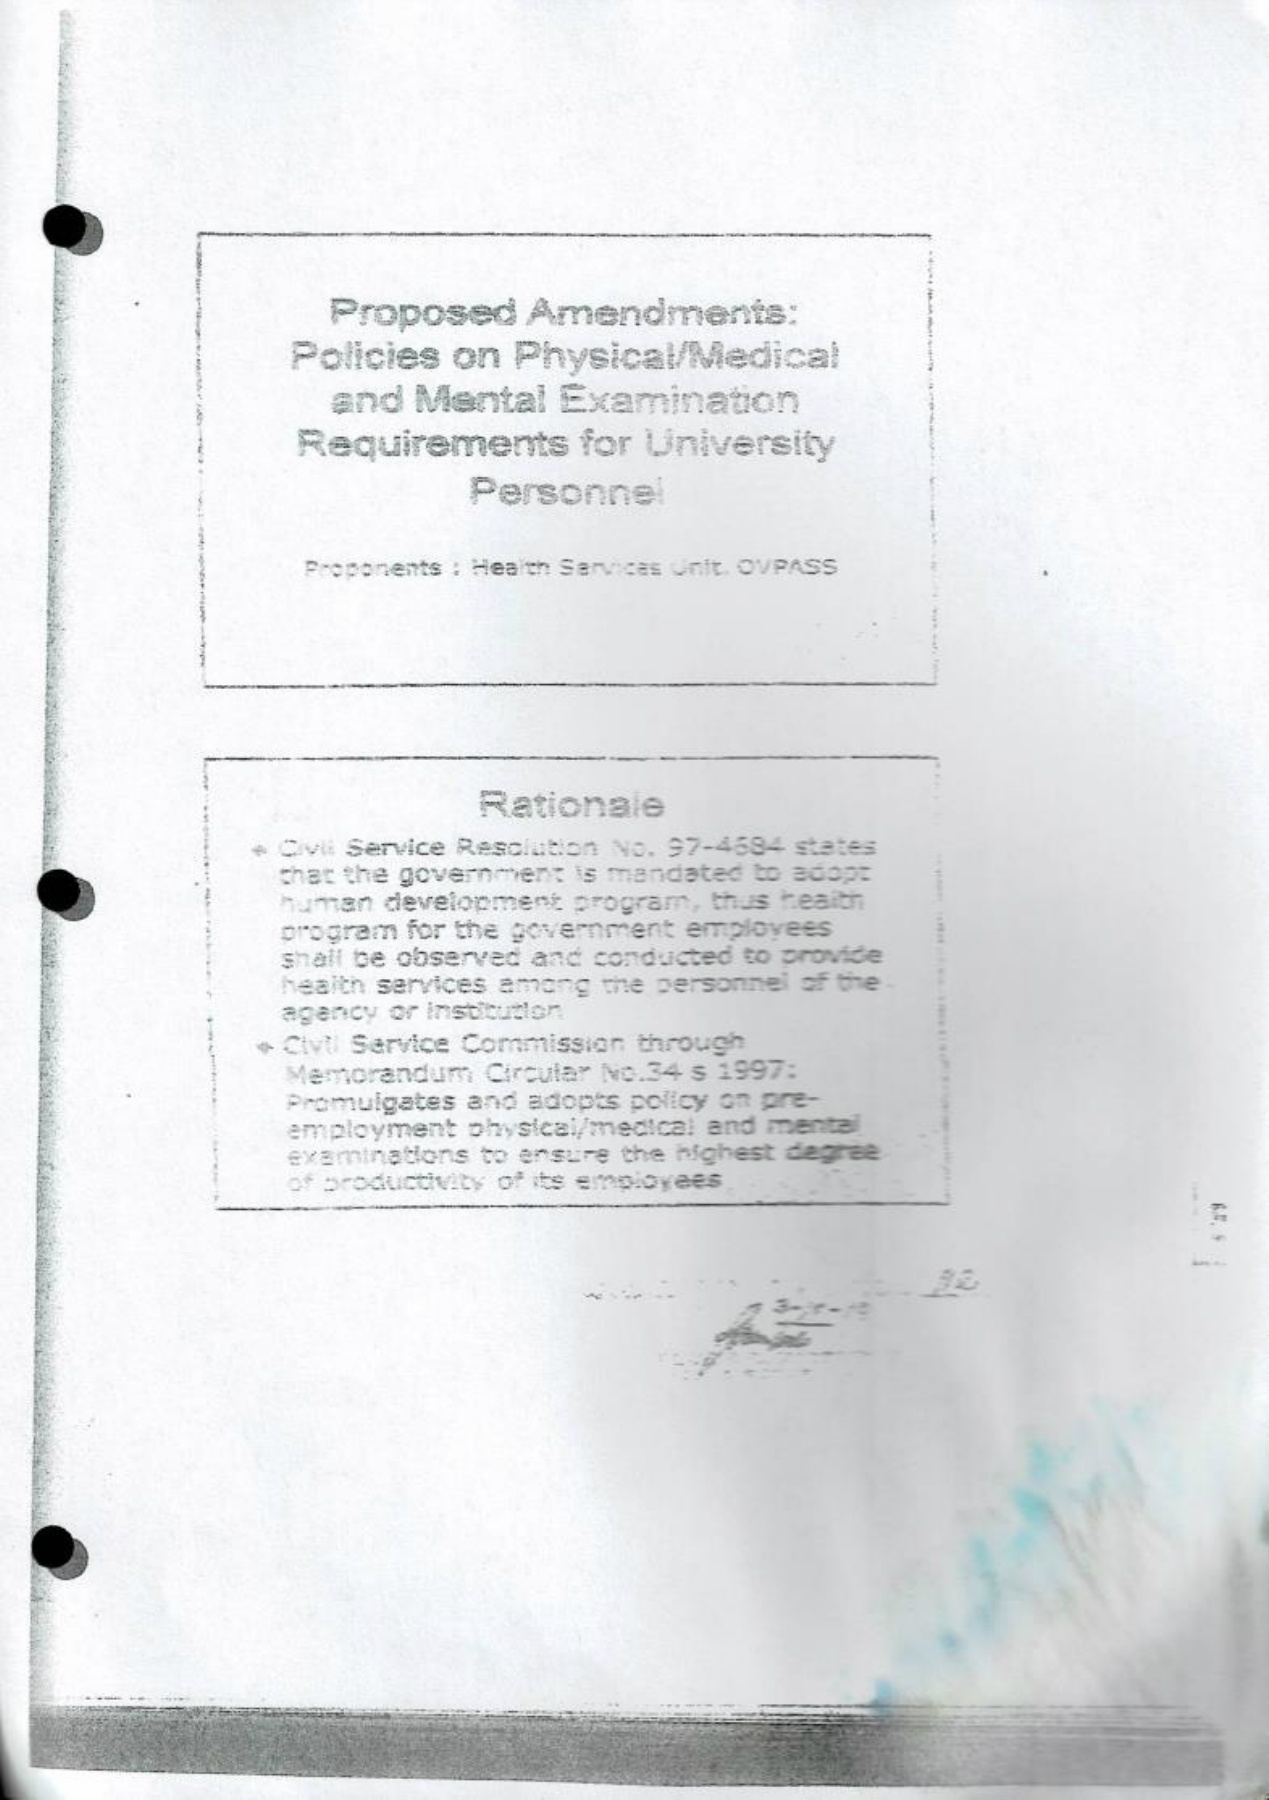 Proposed Amendments:
Policies on Physical/Medical
and Mental Examination
Requirements for University
Personnel
Proponents : Health Services Unit, OVPASS
Rationale
Civil Service Resolution No. 97-4684 states
that the government is mandated to adopt
human development program, thus health
program for the government employees
shall be observed and conducted to provide
health services among the personnel of the
agency or institution
Civil Service Commission through
Memorandum Circular No.34 s 1997:
Promulgates and adopts policy on pre-
employment physical/medical and mental
examinations to ensure the highest degree
of productivity of its employees